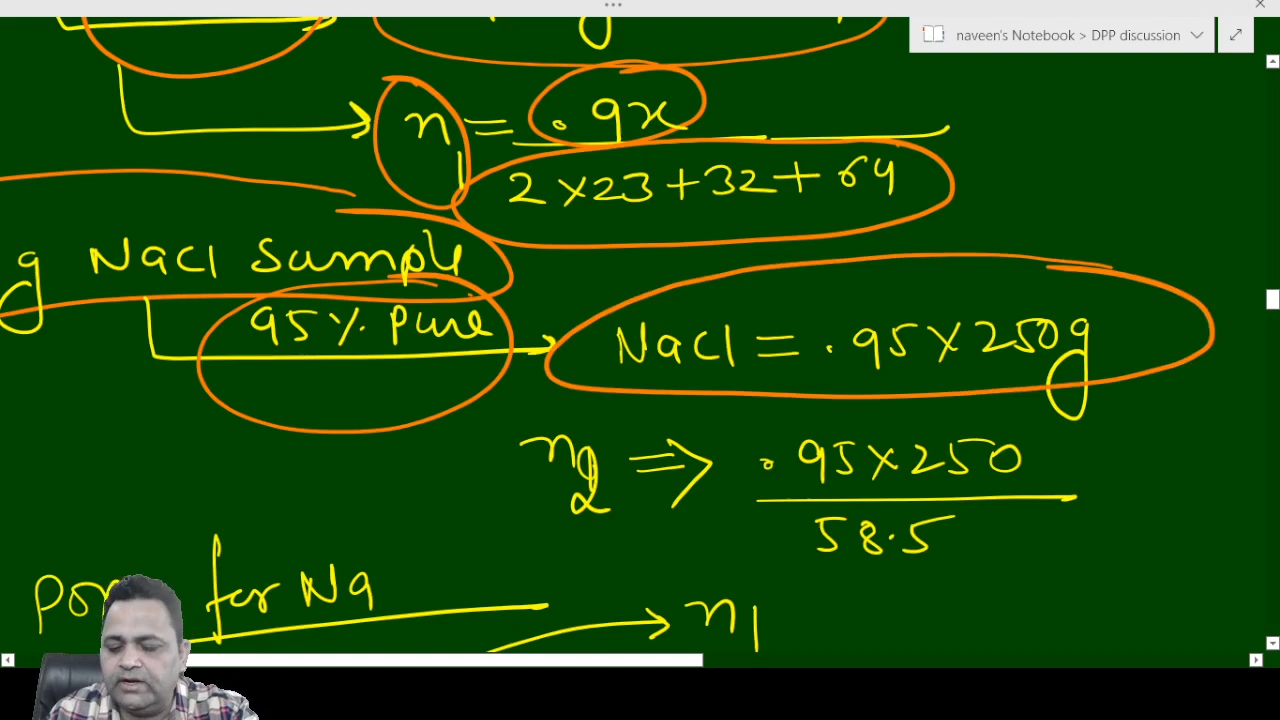 naveen's Notebook > DPP discussion
n1 = .9x
2×23+32+64
g NaCl Sample
95%. Pure
NaCl = .95×250g
n2 ⇒ .95×250
58.5
for Na
n1